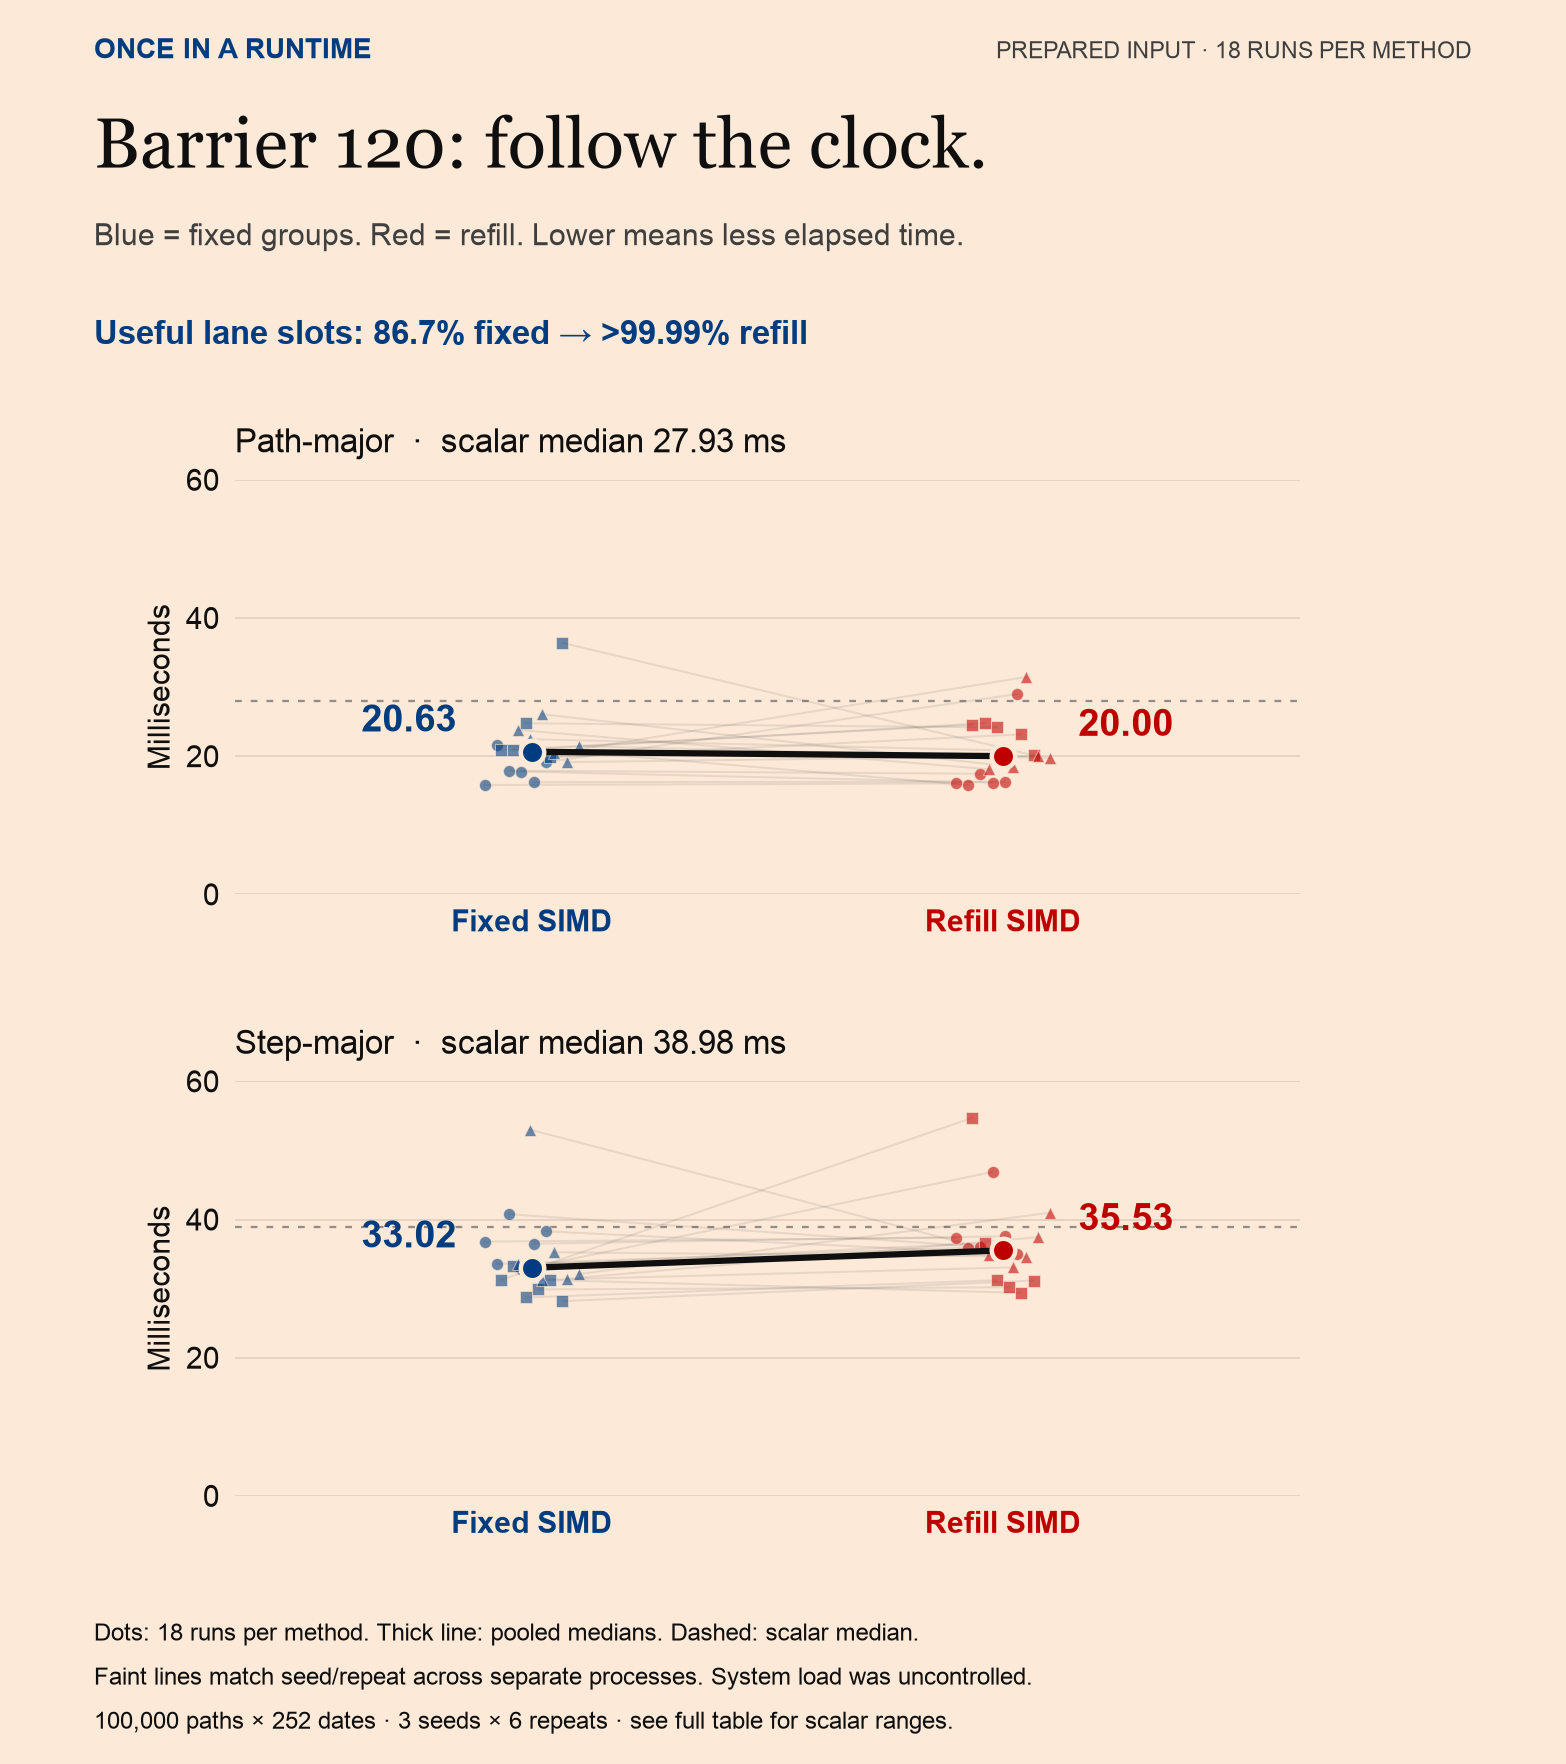 ONCE IN A RUNTIME
PREPARED INPUT · 18 RUNS PER METHOD
Barrier 120: follow the clock.
Blue = fixed groups. Red = refill. Lower means less elapsed time.
Useful lane slots: 86.7% fixed → >99.99% refill
Path-major · scalar median 27.93 ms
60
40
20
0
Milliseconds
20.63
20.00
Fixed SIMD
Refill SIMD
Step-major · scalar median 38.98 ms
60
40
20
0
Milliseconds
33.02
35.53
Fixed SIMD
Refill SIMD
Dots: 18 runs per method. Thick line: pooled medians. Dashed: scalar median.
Faint lines match seed/repeat across separate processes. System load was uncontrolled.
100,000 paths × 252 dates · 3 seeds × 6 repeats · see full table for scalar ranges.